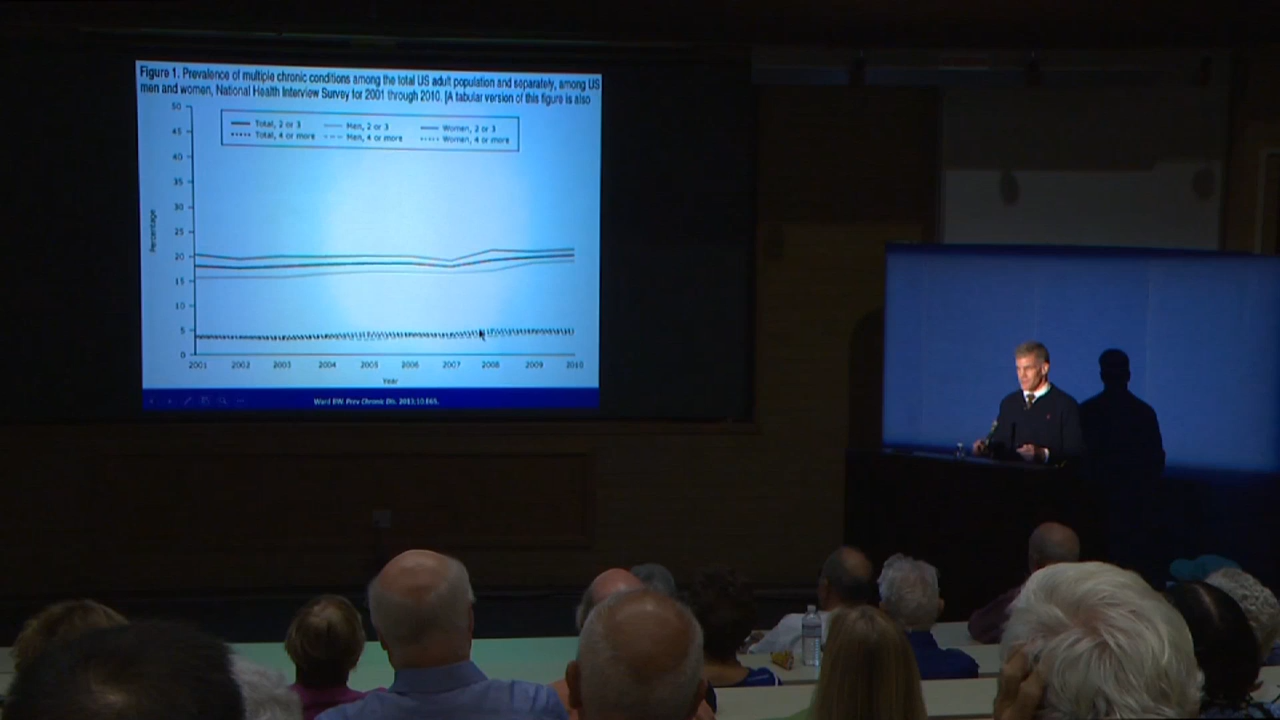 Figure 1. Prevalence of multiple chronic conditions among the total US adult population and separately, among US
men and women, National Health Interview Survey for 2001 through 2010. [A tabular version of this figure is also
Total, 2 or 3 Men, 2 or 3 Women, 2 or 3
Total, 4 or more Men, 4 or more Women, 4 or more
50
45
40
35
30
25
20
15
10
5
0
Percentage
2001 2002 2003 2004 2005 2006 2007 2008 2009 2010
Year
Ward BW. Prev Chronic Dis. 2013;10:E65.